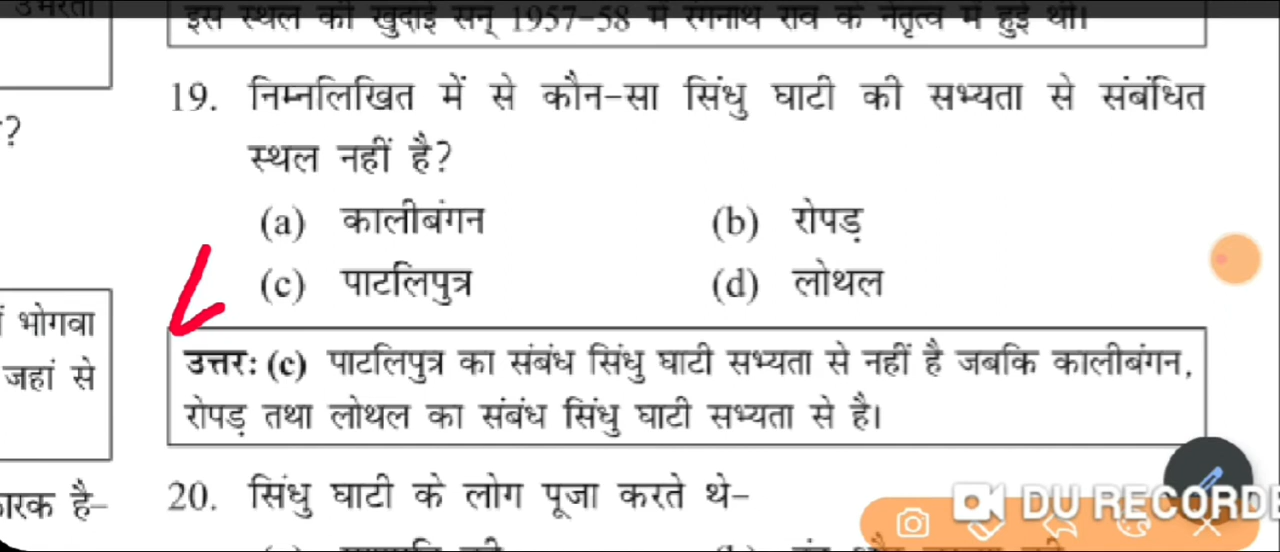 इस स्थल की खुदाई सन् 1957-58 में रंगनाथ राव के नेतृत्व में हुई थी।
19. निम्नलिखित में से कौन-सा सिंधु घाटी की सभ्यता से संबंधित
?
स्थल नहीं है?
(a) कालीबंगन (b) रोपड़
(c) पाटलिपुत्र (d) लोथल
भोगवा
उत्तरः (c) पाटलिपुत्र का संबंध सिंधु घाटी सभ्यता से नहीं है जबकि कालीबंगन,
जहां से
रोपड़ तथा लोथल का संबंध सिंधु घाटी सभ्यता से है।
है–
20. सिंधु घाटी के लोग पूजा करते थे–
DU RECORDE